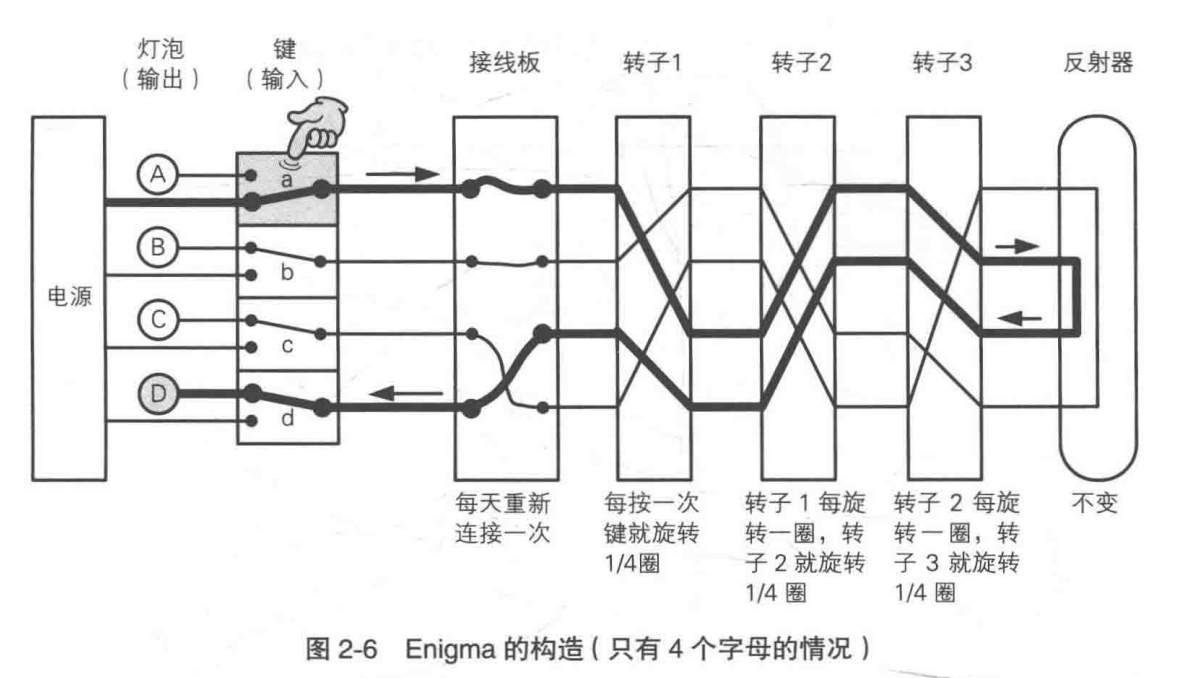 灯泡
（输出）
键
（输入）
接线板
转子1
转子2
转子3
反射器
电源
A
a
B
b
C
c
D
d
每天重新
连接一次
每按一次
键就旋转
1/4圈
转子 1 每旋
转一圈，转
子 2 就旋转
1/4 圈
转子 2 每旋
转一圈，转
子 3 就旋转
1/4 圈
不变
图 2-6 Enigma 的构造（只有 4 个字母的情况）